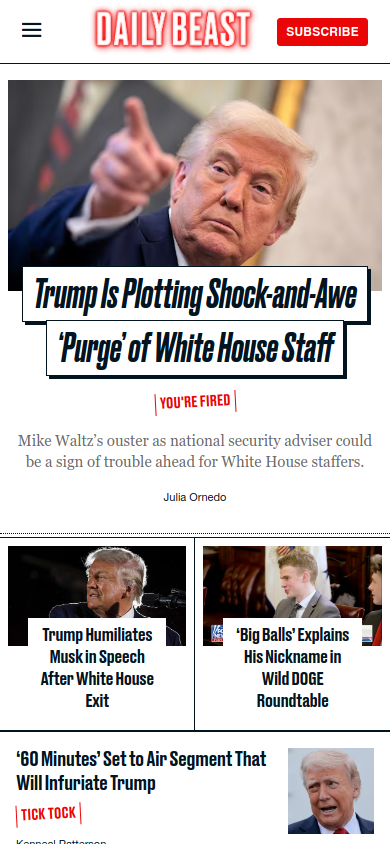 DAILY BEAST
SUBSCRIBE
Trump Is Plotting Shock-and-Awe
‘Purge’ of White House Staff
YOU'RE FIRED
Mike Waltz’s ouster as national security adviser could
be a sign of trouble ahead for White House staffers.
Julia Ornedo
Trump Humiliates
Musk in Speech
After White House
Exit
‘Big Balls’ Explains
His Nickname in
Wild DOGE
Roundtable
‘60 Minutes’ Set to Air Segment That
Will Infuriate Trump
TICK TOCK